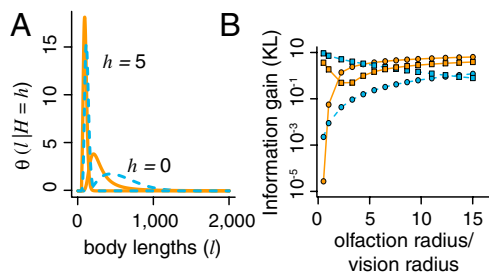 A
θ (l |H = h)
15
10
5
0
h = 5
h = 0
0
1,000
2,000
body lengths (l)
B
Information gain (KL)
10
10⁻¹
10⁻³
10⁻⁵
0
5
10
15
olfaction radius/
vision radius